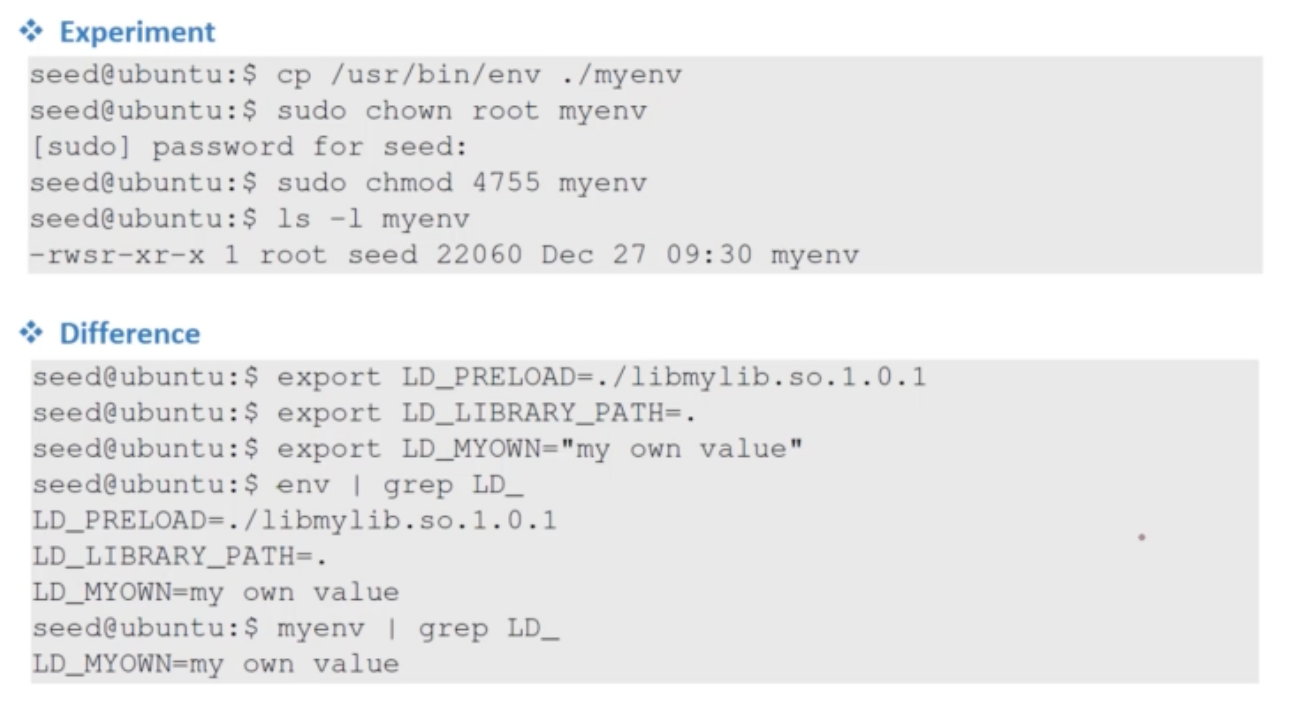 Experiment
seed@ubuntu:$ cp /usr/bin/env ./myenv
seed@ubuntu:$ sudo chown root myenv
[sudo] password for seed:
seed@ubuntu:$ sudo chmod 4755 myenv
seed@ubuntu:$ ls -l myenv
-rwsr-xr-x 1 root seed 22060 Dec 27 09:30 myenv
Difference
seed@ubuntu:$ export LD_PRELOAD=./libmylib.so.1.0.1
seed@ubuntu:$ export LD_LIBRARY_PATH=.
seed@ubuntu:$ export LD_MYOWN="my own value"
seed@ubuntu:$ env | grep LD_
LD_PRELOAD=./libmylib.so.1.0.1
LD_LIBRARY_PATH=.
LD_MYOWN=my own value
seed@ubuntu:$ myenv | grep LD_
LD_MYOWN=my own value